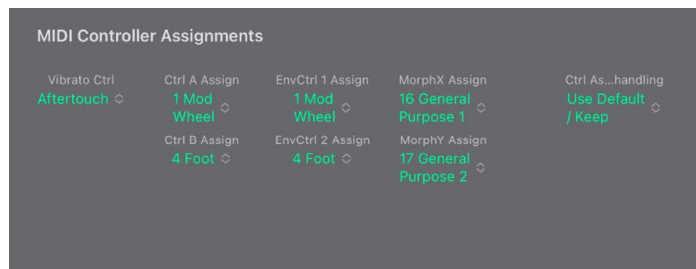 MIDI Controller Assignments
Vibrato Ctrl
Aftertouch
Ctrl A Assign
1 Mod
Wheel
EnvCtrl 1 Assign
1 Mod
Wheel
MorphX Assign
16 General
Purpose 1
Ctrl As...handling
Use Default
/ Keep
Ctrl B Assign
4 Foot
EnvCtrl 2 Assign
4 Foot
MorphY Assign
17 General
Purpose 2